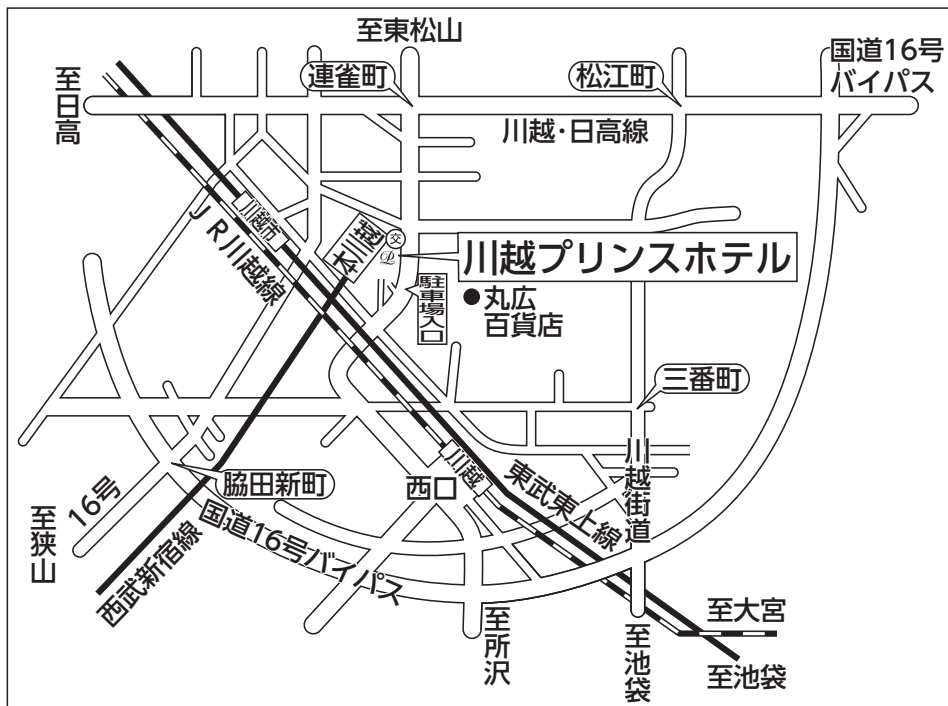 至東松山
国道16号
バイパス
至日高
連雀町
松江町
川越・日高線
川越市
JR川越線
本川越
交
P
川越プリンスホテル
駐車場入口
丸広
百貨店
三番町
川越街道
川越
西口
東武東上線
脇田新町
16号
至狭山
西武新宿線
国道16号バイパス
至所沢
至池袋
至大宮
至池袋